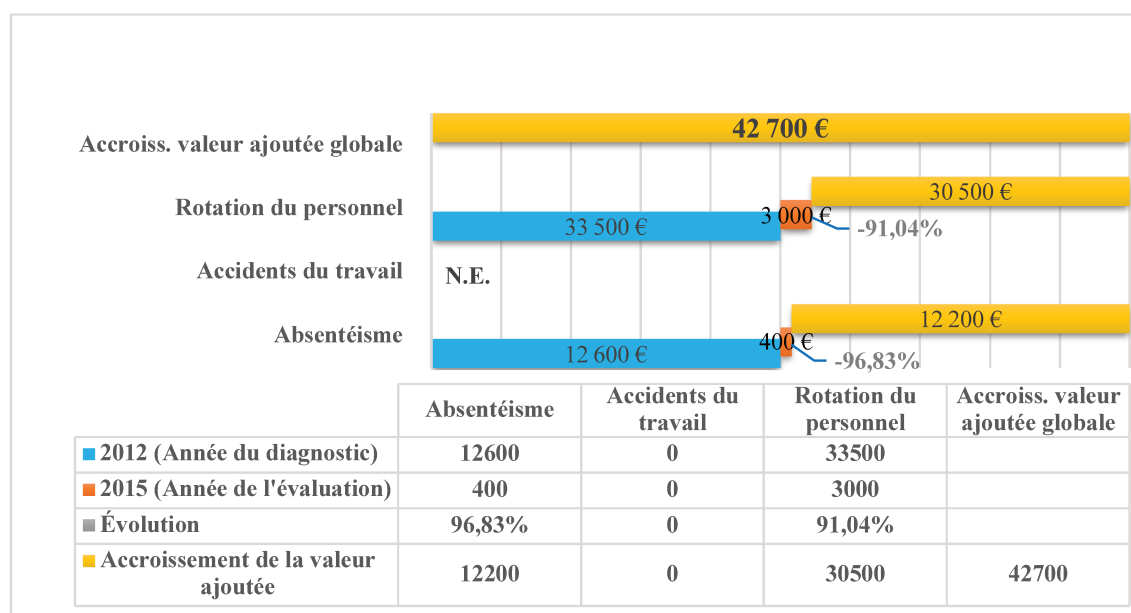 42 700 €
Accroiss. valeur ajoutée globale
30 500 €
Rotation du personnel
3 000 €
33 500 €
-91,04%
Accidents du travail
N.E.
12 200 €
Absentéisme
400 €
12 600 €
-96,83%
Absentéisme Accidents du travail Rotation du personnel Accroiss. valeur ajoutée globale
2012 (Année du diagnostic) 12600 0 33500
2015 (Année de l'évaluation) 400 0 3000
Évolution 96,83% 0 91,04%
Accroissement de la valeur ajoutée 12200 0 30500 42700